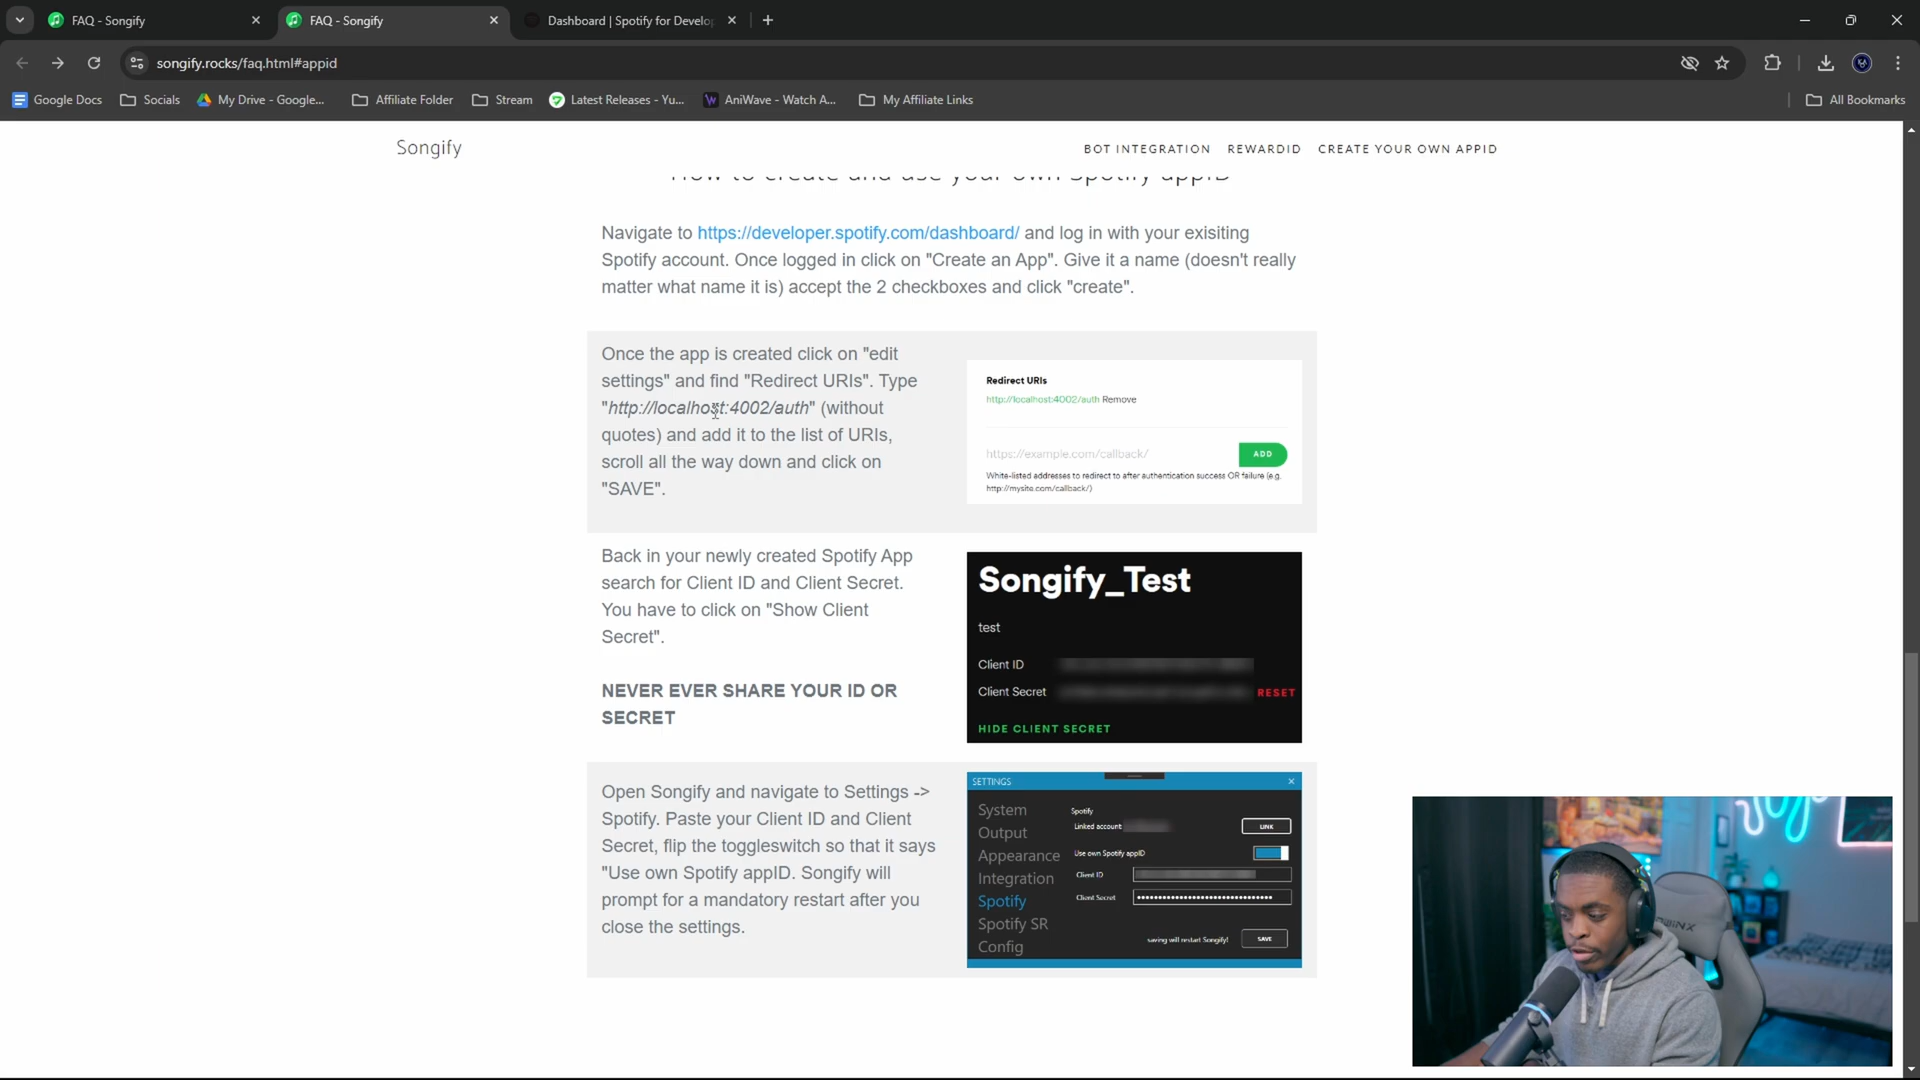 FAQ - Songify
FAQ - Songify
Dashboard | Spotify for Develop
songify.rocks/faq.html#appid
Google Docs
Socials
My Drive - Google...
Affiliate Folder
Stream
Latest Releases - Yu...
AniWave - Watch A...
My Affiliate Links
All Bookmarks
Songify
BOT INTEGRATION
REWARDID
CREATE YOUR OWN APPID
How to create and use your own Spotify appID
Navigate to https://developer.spotify.com/dashboard/ and log in with your exisiting
Spotify account. Once logged in click on "Create an App". Give it a name (doesn't really
matter what name it is) accept the 2 checkboxes and click "create".
Once the app is created click on "edit
settings" and find "Redirect URIs". Type
"http://localhost:4002/auth" (without
quotes) and add it to the list of URIs,
scroll all the way down and click on
"SAVE".
Redirect URIs
http://localhost:4002/auth Remove
https://example.com/callback/
ADD
White-listed addresses to redirect to after authentication success OR failure (e.g.
http://mysite.com/callback/)
Back in your newly created Spotify App
search for Client ID and Client Secret.
You have to click on "Show Client
Secret".
NEVER EVER SHARE YOUR ID OR
SECRET
Songify_Test
test
Client ID
Client Secret
RESET
HIDE CLIENT SECRET
Open Songify and navigate to Settings ->
Spotify. Paste your Client ID and Client
Secret, flip the toggleswitch so that it says
"Use own Spotify appID. Songify will
prompt for a mandatory restart after you
close the settings.
SETTINGS
System
Output
Appearance
Integration
Spotify
Spotify SR
Config
Spotify
Linked account
LINK
Use own Spotify appID
Client ID
Client Secret
saving will restart Songify!
SAVE